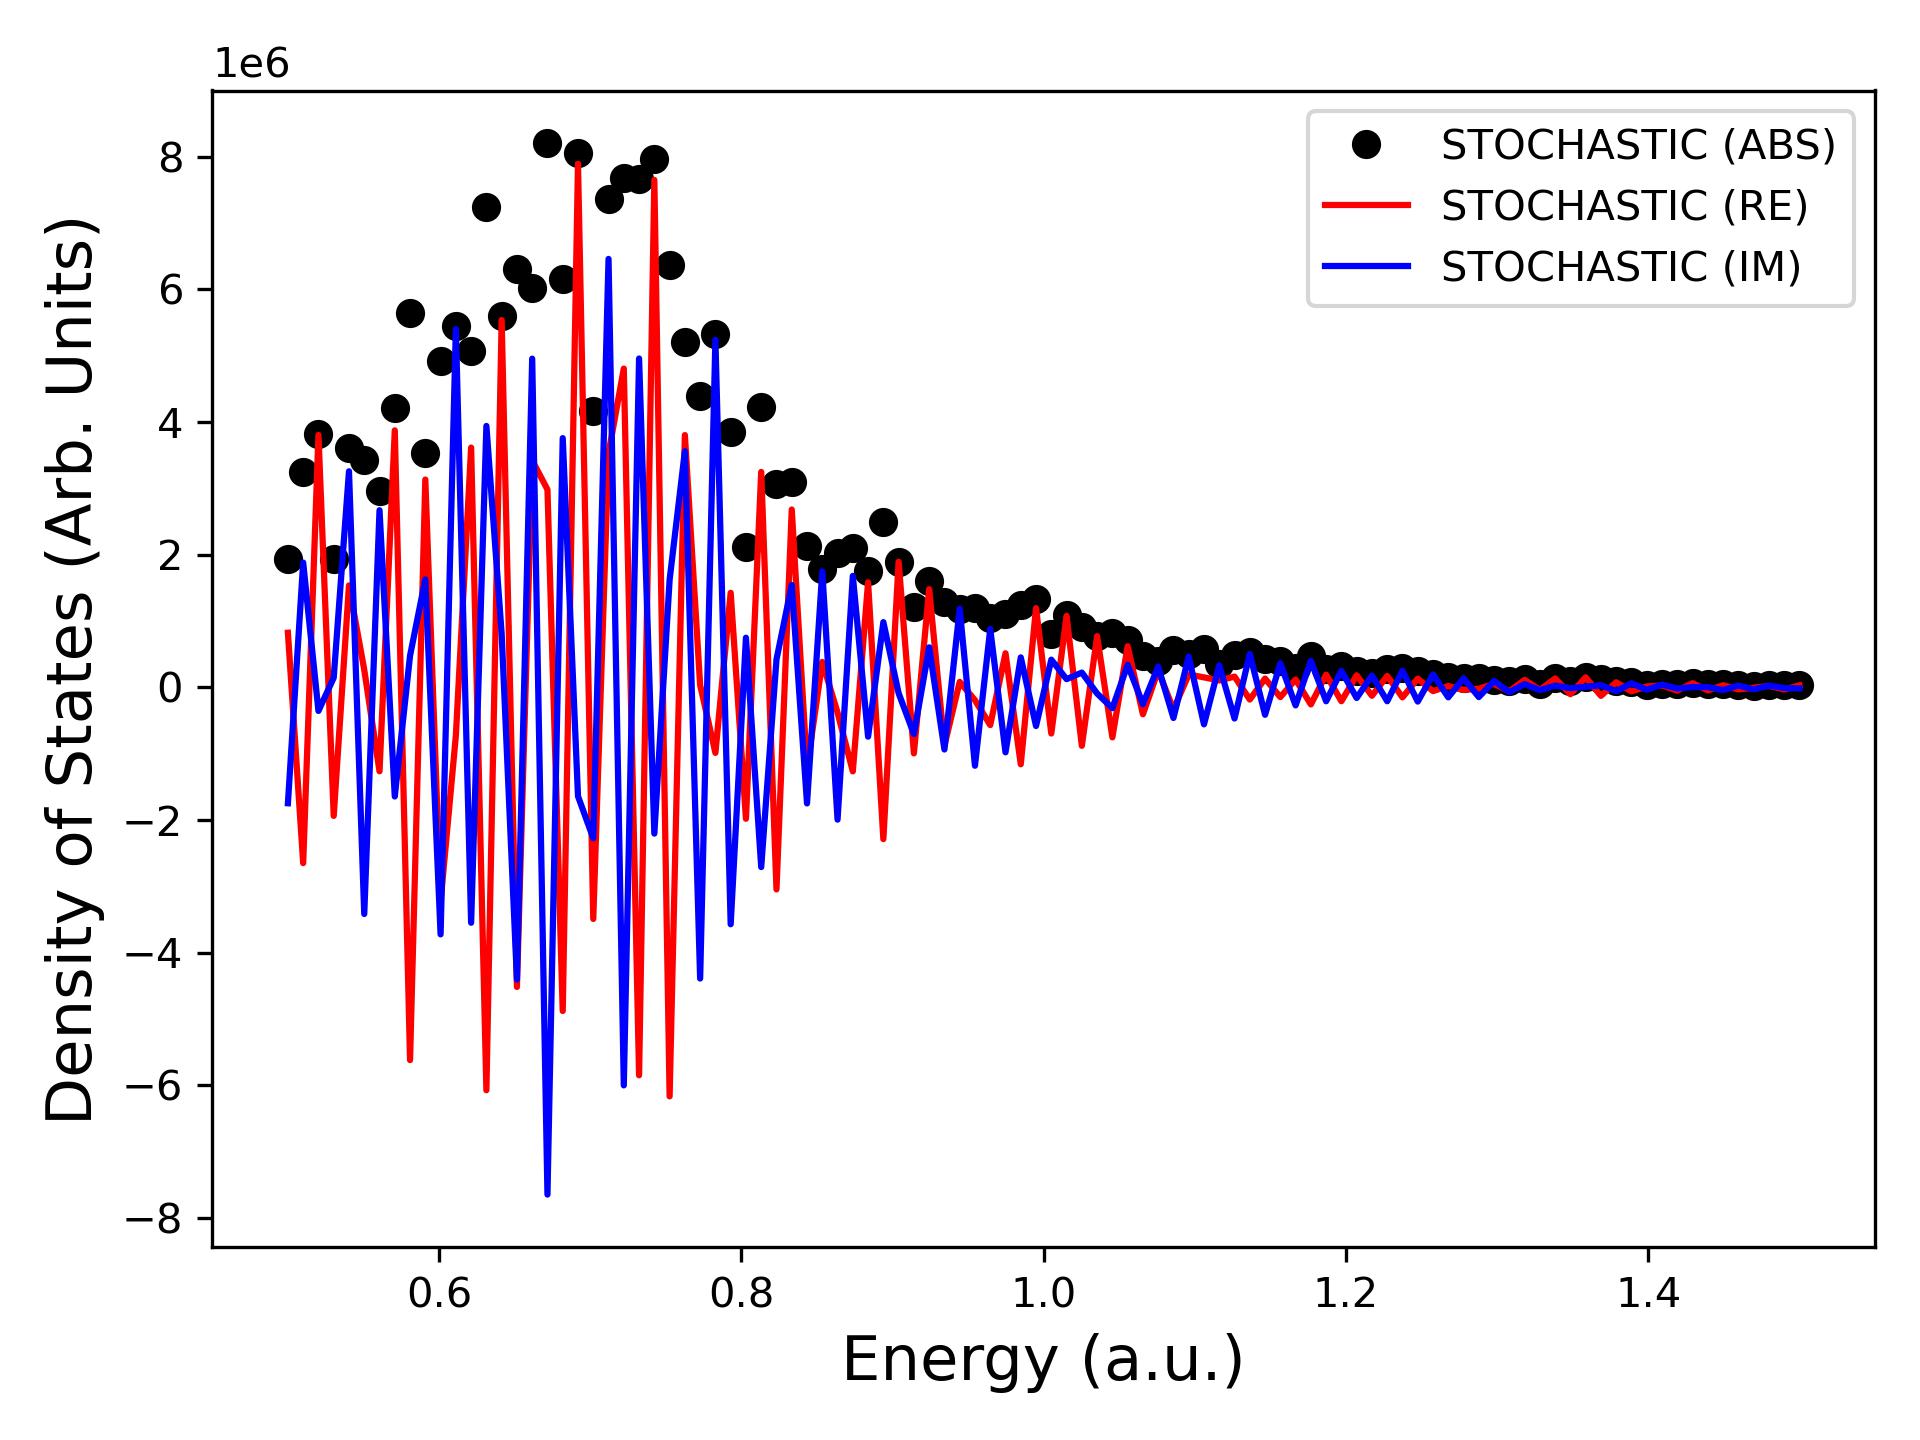 1e6
STOCHASTIC (ABS)
STOCHASTIC (RE)
STOCHASTIC (IM)
Density of States (Arb. Units)
8
6
4
2
0
−2
−4
−6
−8
0.6 0.8 1.0 1.2 1.4
Energy (a.u.)